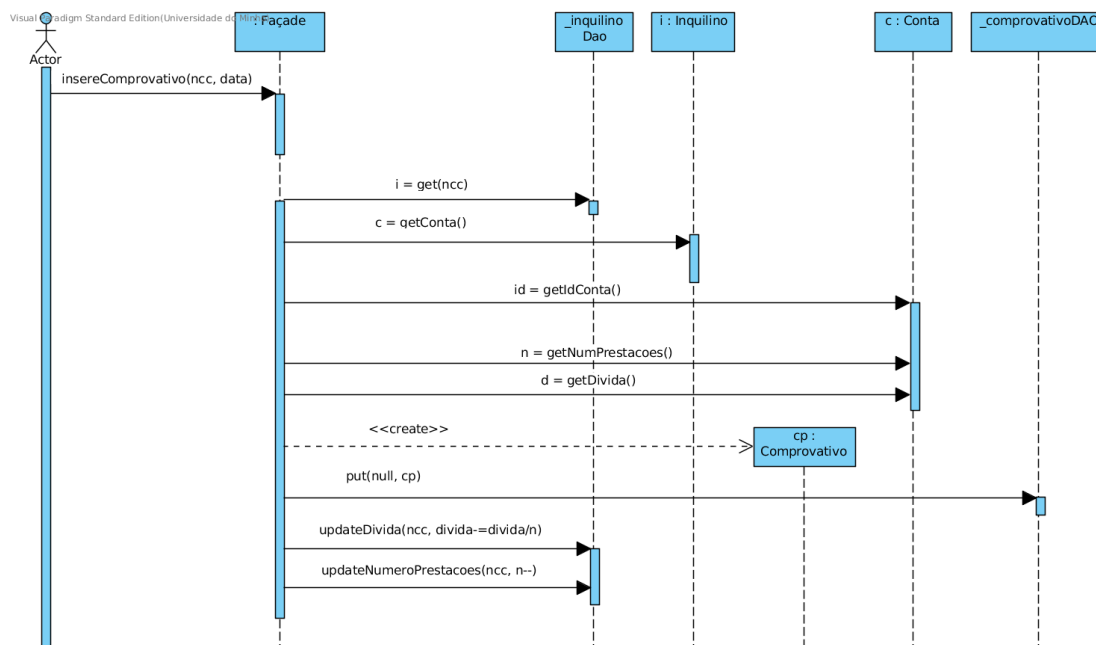 Visual Paradigm Standard Edition(Universidade do Minho)
: Façade
_inquilino
Dao
i : Inquilino
c : Conta
_comprovativoDAO
Actor
insereComprovativo(ncc, data)
i = get(ncc)
c = getConta()
id = getIdConta()
n = getNumPrestacoes()
d = getDivida()
<<create>>
cp :
Comprovativo
put(null, cp)
updateDivida(ncc, divida-=divida/n)
updateNumeroPrestacoes(ncc, n--)